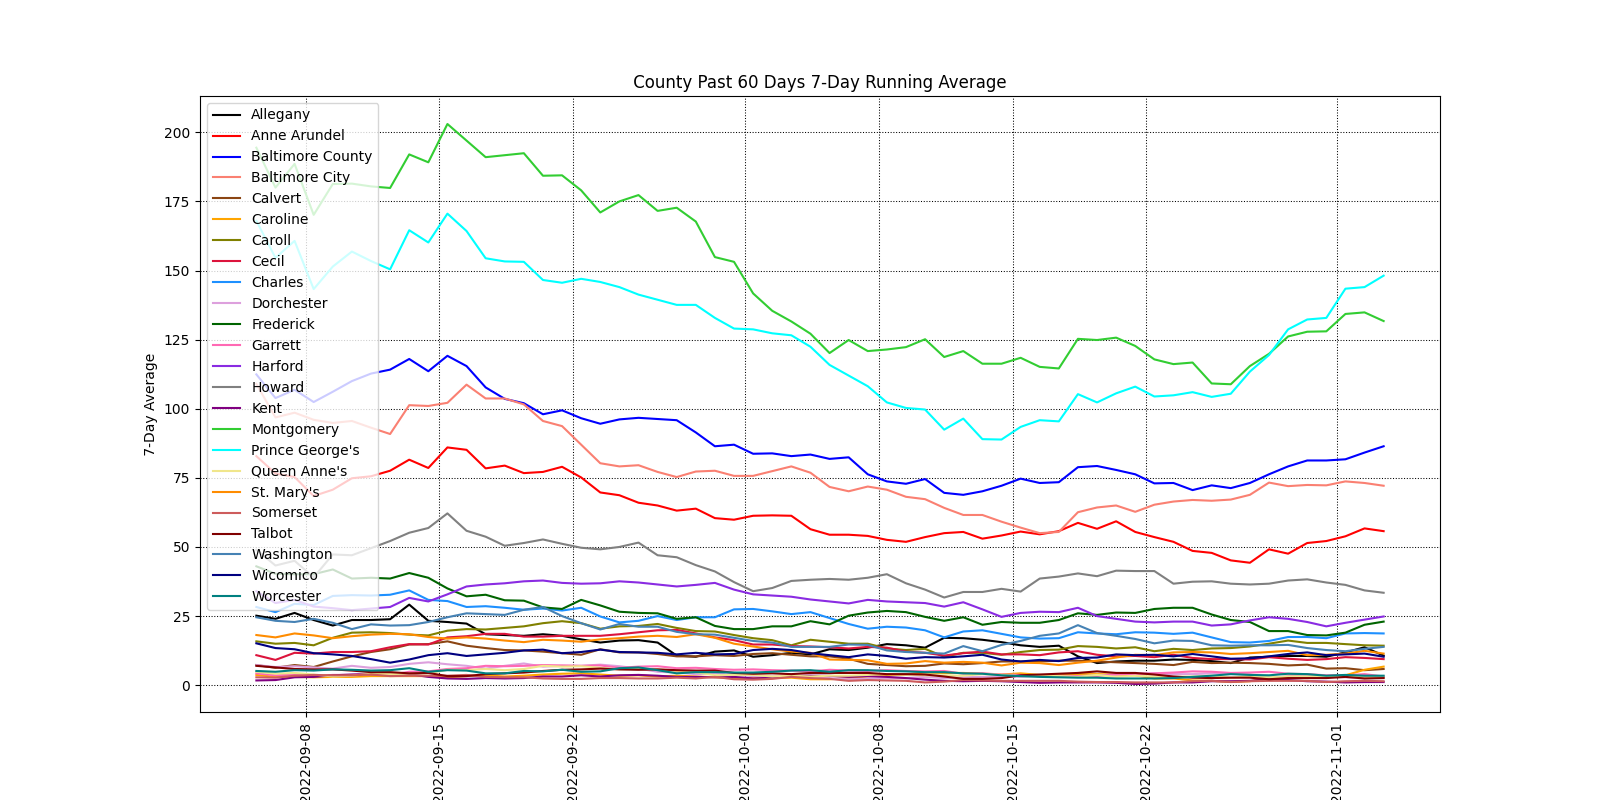 County Past 60 Days 7-Day Running Average
Allegany
Anne Arundel
Baltimore County
Baltimore City
Calvert
Caroline
Caroll
Cecil
Charles
Dorchester
Frederick
Garrett
Harford
Howard
Kent
Montgomery
Prince George's
Queen Anne's
St. Mary's
Somerset
Talbot
Washington
Wicomico
Worcester
7-Day Average
200
175
150
125
100
75
50
25
0
2022-09-08
2022-09-15
2022-09-22
2022-10-01
2022-10-08
2022-10-15
2022-10-22
2022-11-01